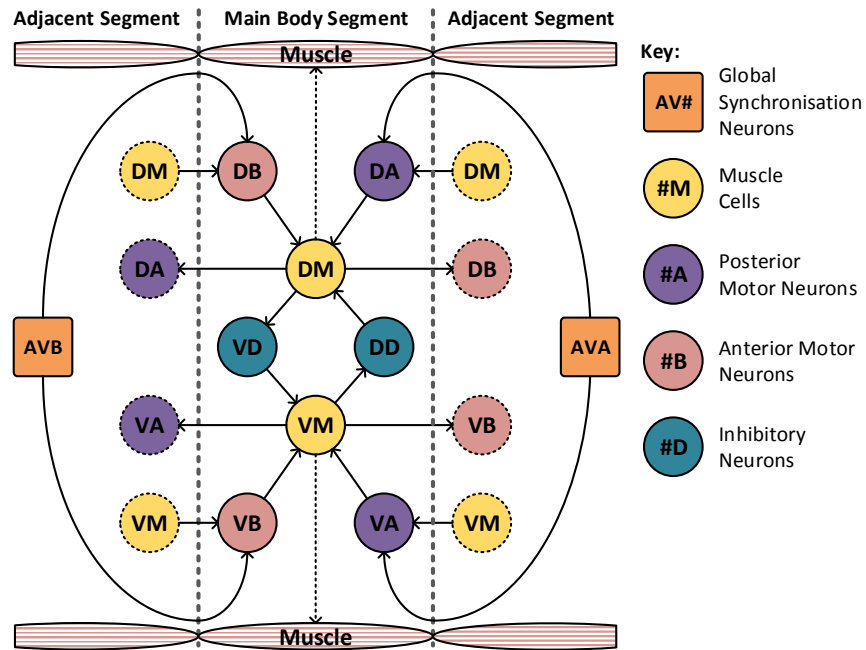 Adjacent Segment
Main Body Segment
Adjacent Segment
Muscle
Key:
AV#
Global
Synchronisation
Neurons
DM
DB
DA
DM
#M
Muscle
Cells
DA
DM
DB
#A
Posterior
Motor Neurons
AVB
VD
DD
AVA
#B
Anterior Motor
Neurons
VA
VM
VB
#D
Inhibitory
Neurons
VM
VB
VA
VM
Muscle